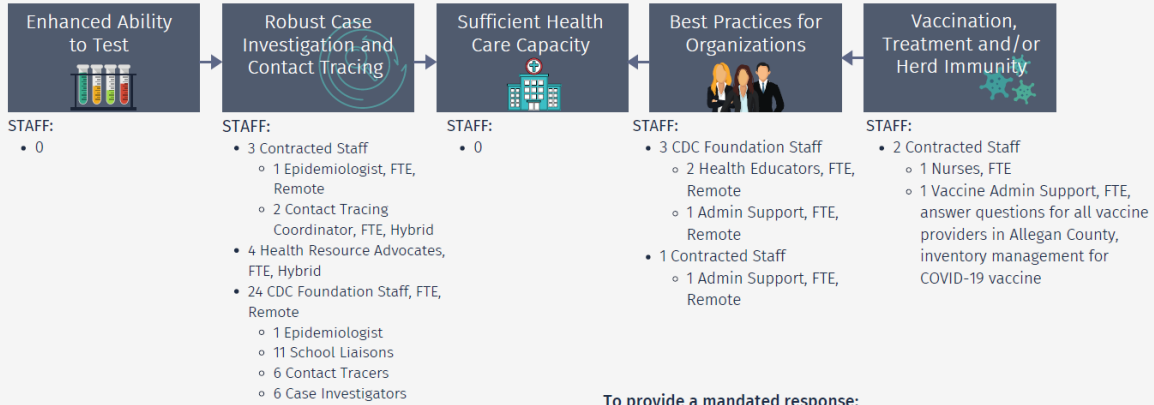 Enhanced Ability
to Test
STAFF:
• 0
Robust Case
Investigation and
Contact Tracing
STAFF:
• 3 Contracted Staff
◦ 1 Epidemiologist, FTE,
Remote
◦ 2 Contact Tracing
Coordinator, FTE, Hybrid
• 4 Health Resource Advocates,
FTE, Hybrid
• 24 CDC Foundation Staff, FTE,
Remote
◦ 1 Epidemiologist
◦ 11 School Liaisons
◦ 6 Contact Tracers
◦ 6 Case Investigators
Sufficient Health
Care Capacity
STAFF:
• 0
Best Practices for
Organizations
STAFF:
• 3 CDC Foundation Staff
◦ 2 Health Educators, FTE,
Remote
◦ 1 Admin Support, FTE,
Remote
• 1 Contracted Staff
◦ 1 Admin Support, FTE,
Remote
Vaccination,
Treatment and/or
Herd Immunity
STAFF:
• 2 Contracted Staff
◦ 1 Nurses, FTE
◦ 1 Vaccine Admin Support, FTE,
answer questions for all vaccine
providers in Allegan County,
inventory management for
COVID-19 vaccine
To provide a mandated response: